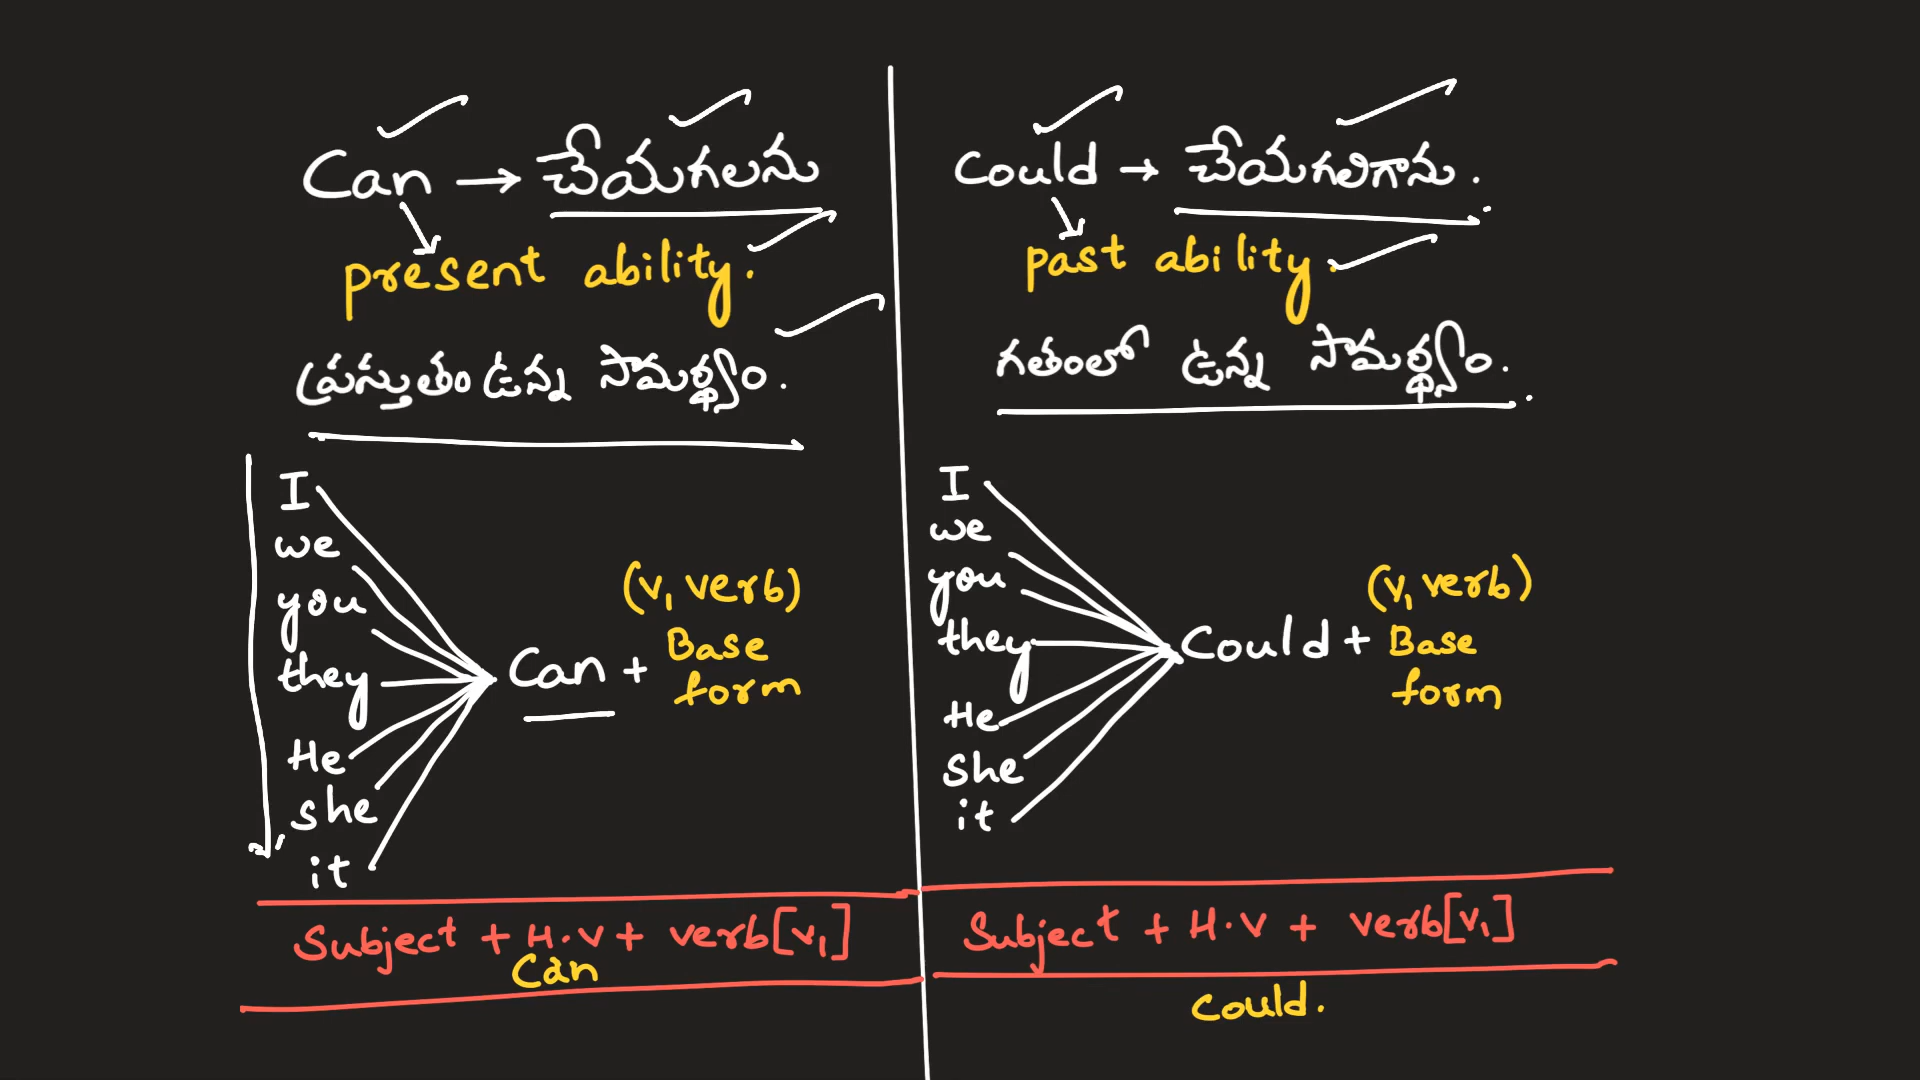 Can → చేయగలను
present ability.
ప్రస్తుతం ఉన్న సామర్థ్యం.
I
we
you
they
He
she
it
Can +
(V₁ verb)
Base
form
Subject + H.V + verb[V₁]
Can
Could → చేయగలిగాను.
past ability.
గతంలో ఉన్న సామర్థ్యం.
I
we
you
they
He
She
it
Could +
(V₁ verb)
Base
form
Subject + H.V + verb[V₁]
Could.